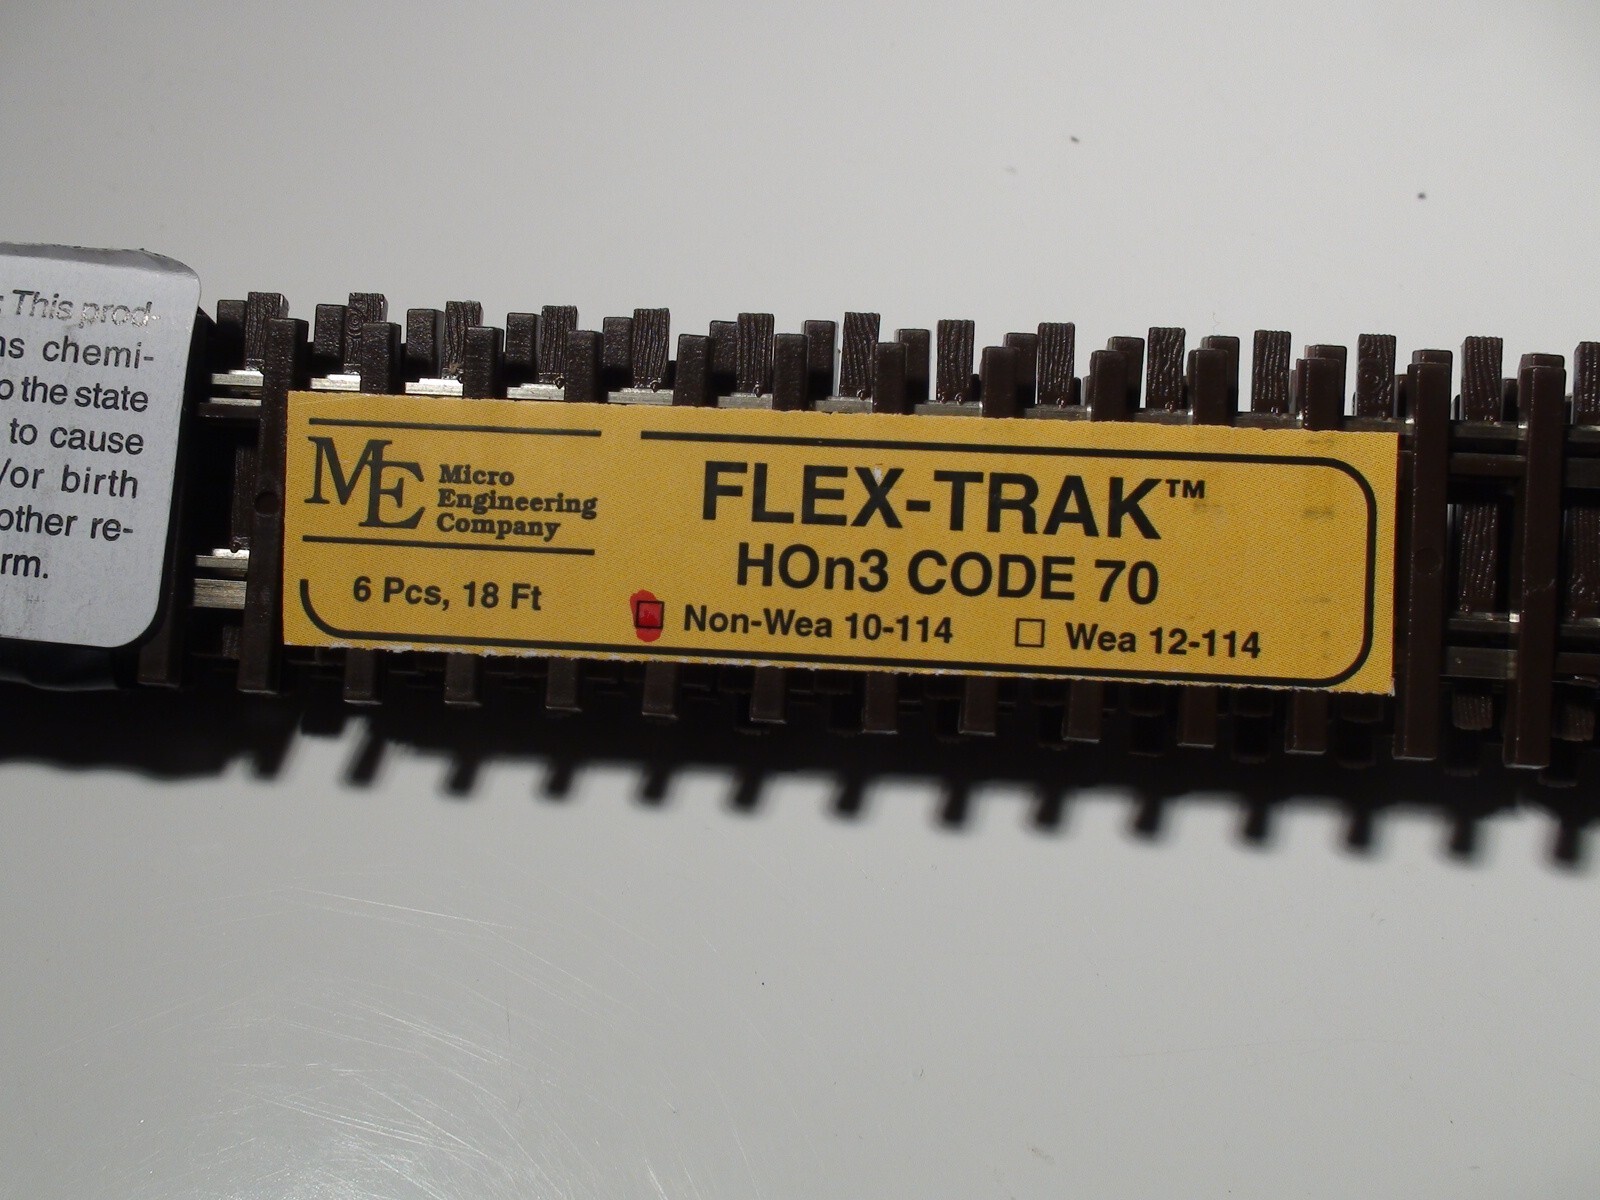 : This prod-
ns chemi-
o the state
to cause
/or birth
other re-
rm.
ME Micro
Engineering
Company
6 Pcs, 18 Ft
FLEX-TRAK™
HOn3 CODE 70
Non-Wea 10-114 Wea 12-114